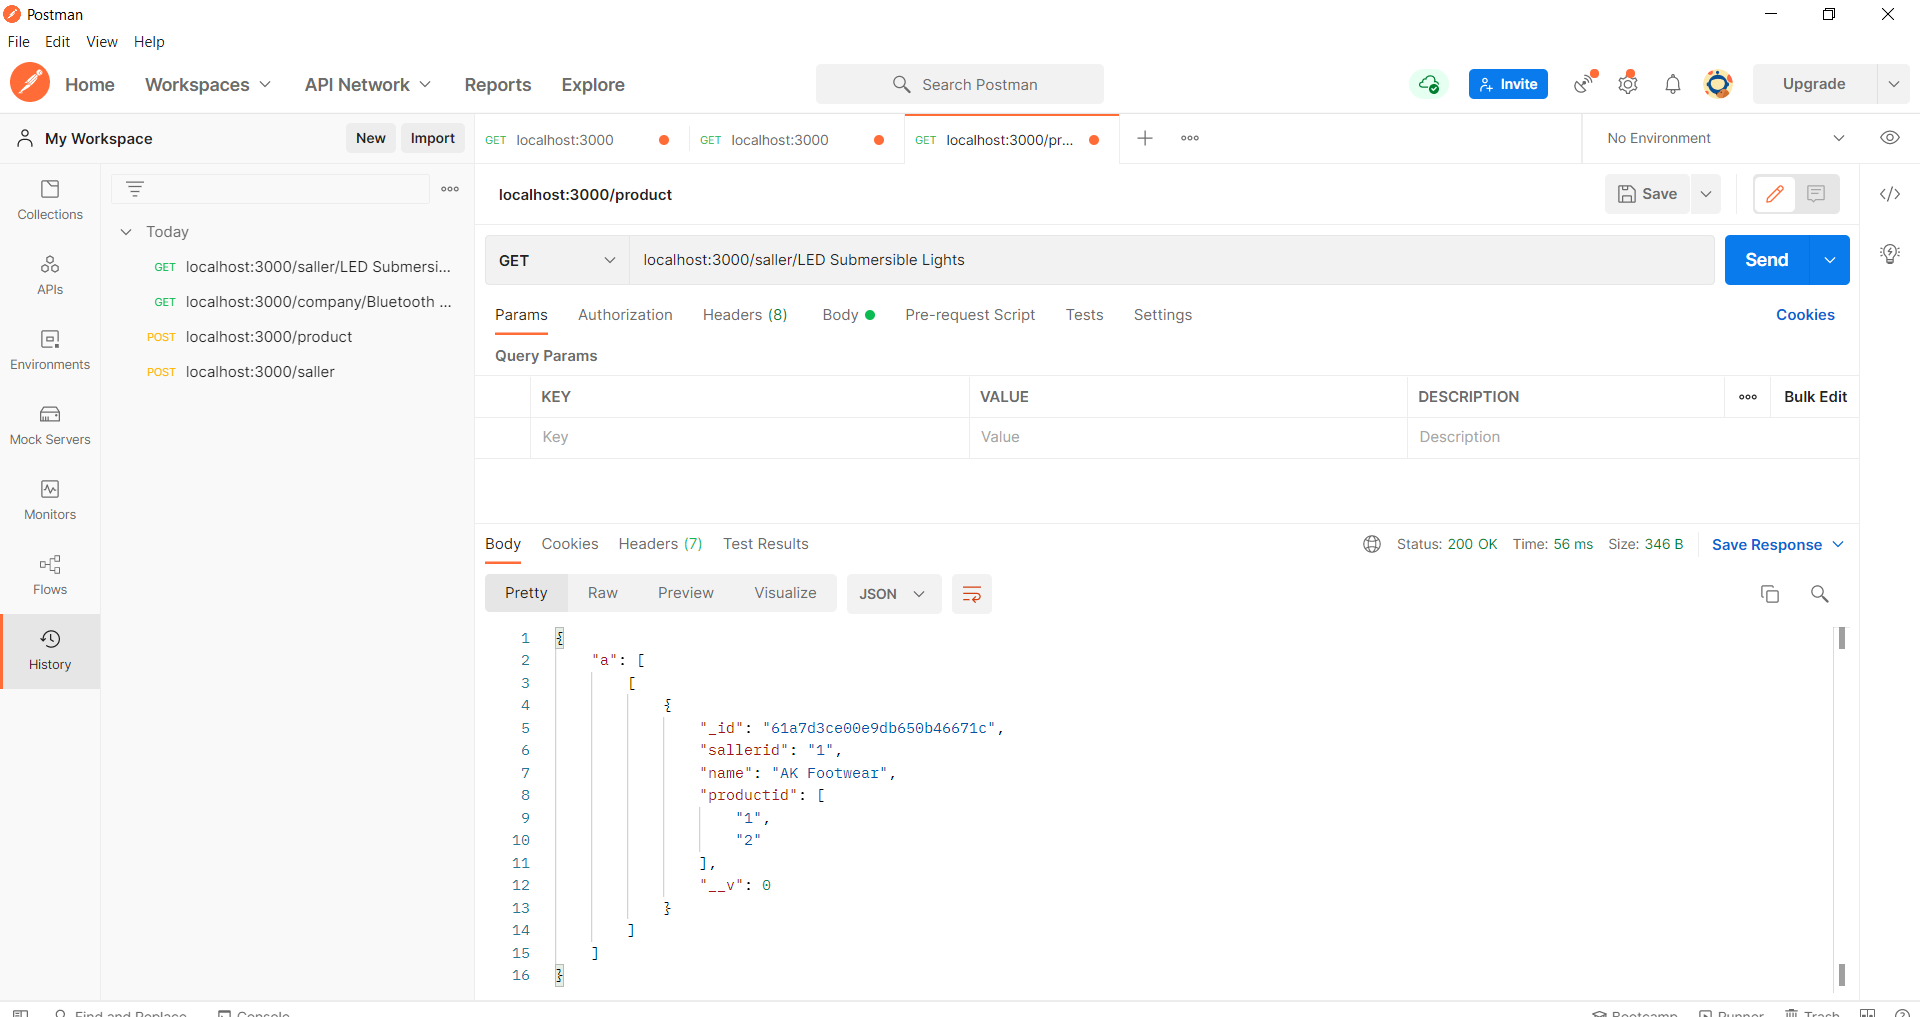 Postman
File Edit View Help
Home Workspaces API Network Reports Explore Search Postman Invite Upgrade
My Workspace New Import GET localhost:3000 GET localhost:3000 GET localhost:3000/pr... No Environment
localhost:3000/product Save
Collections
APIs
Environments
Mock Servers
Monitors
Flows
History
Today
GET localhost:3000/saller/LED Submersi...
GET localhost:3000/company/Bluetooth ...
POST localhost:3000/product
POST localhost:3000/saller
GET localhost:3000/saller/LED Submersible Lights Send
Params Authorization Headers (8) Body Pre-request Script Tests Settings Cookies
Query Params
KEY VALUE DESCRIPTION Bulk Edit
Key Value Description
Body Cookies Headers (7) Test Results Status: 200 OK Time: 56 ms Size: 346 B Save Response
Pretty Raw Preview Visualize JSON
1 {
2 "a": [
3 [
4 {
5 "_id": "61a7d3ce00e9db650b46671c",
6 "sallerid": "1",
7 "name": "AK Footwear",
8 "productid": [
9 "1",
10 "2"
11 ],
12 "__v": 0
13 }
14 ]
15 ]
16 }
Find and Replace Console Bootcamp Runner Trash